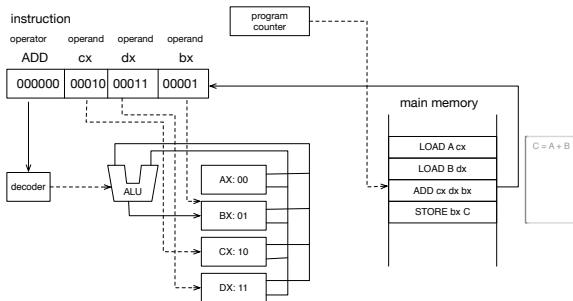 instruction
operator operand operand operand
ADD cx dx bx
000000 00010 00011 00001
program
counter
main memory
LOAD A cx
LOAD B dx
ADD cx dx bx
STORE bx C
C = A + B
decoder
ALU
AX: 00
BX: 01
CX: 10
DX: 11